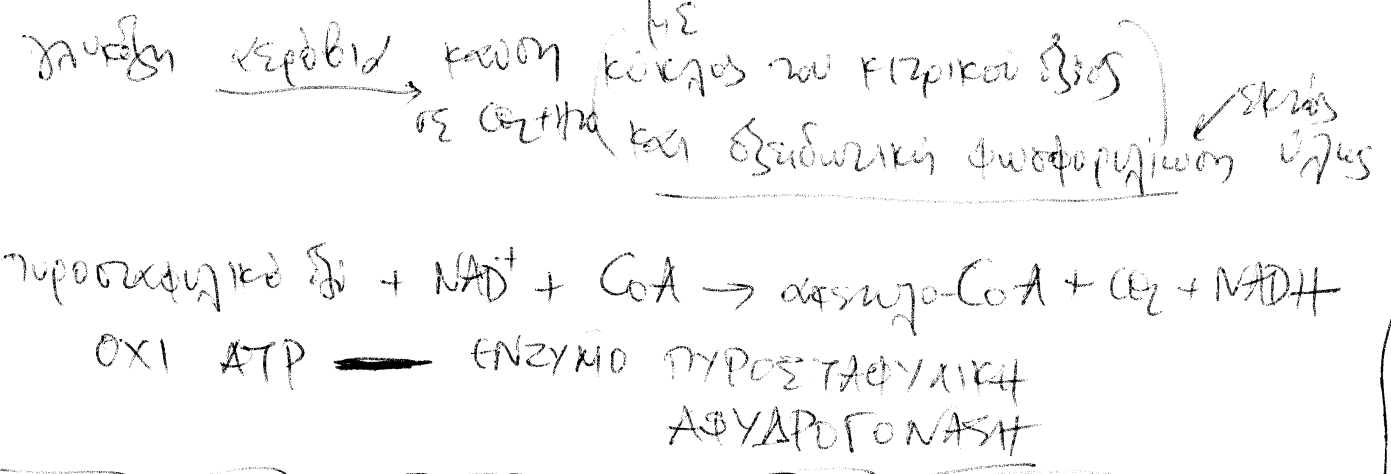 γλυκόζη αερόβια καύση (με κύκλος του κιτρικού οξέος
σε CO2+H2O και οξειδωτική φωσφορυλίωση) εκτός ύλης
πυροσταφυλικό οξύ + NAD+ + CoA → ακετυλο-CoA + CO2 + NADH
ΟΧΙ ATP — ΕΝΖΥΜΟ ΠΥΡΟΣΤΑΦΥΛΙΚΗ
ΑΦΥΔΡΟΓΟΝΑΣΗ